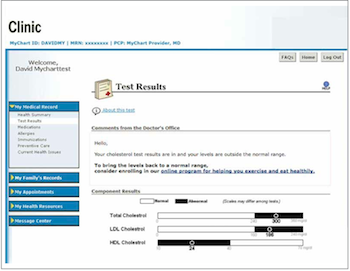 Clinic
MyChart ID: DAVIDMY | MRN: xxxxxxxx | PCP: MyChart Provider, MD
Welcome,
David Mycharttest
FAQs Home Log Out
Test Results
Help
About this test
My Medical Record
Health Summary
Test Results
Medications
Allergies
Immunizations
Preventive Care
Current Health Issues
My Family's Records
My Appointments
My Health Resources
Message Center
Comments from the Doctor's Office
Hello,
Your cholesterol test results are in and your levels are outside the normal range.
To bring the levels back to a normal range,
consider enrolling in our online program for helping you exercise and eat healthily.
Component Results
Normal Abnormal (Scales may differ among tests)
Total Cholestrol
300
LDL Cholestrol
HDL Cholestrol
24